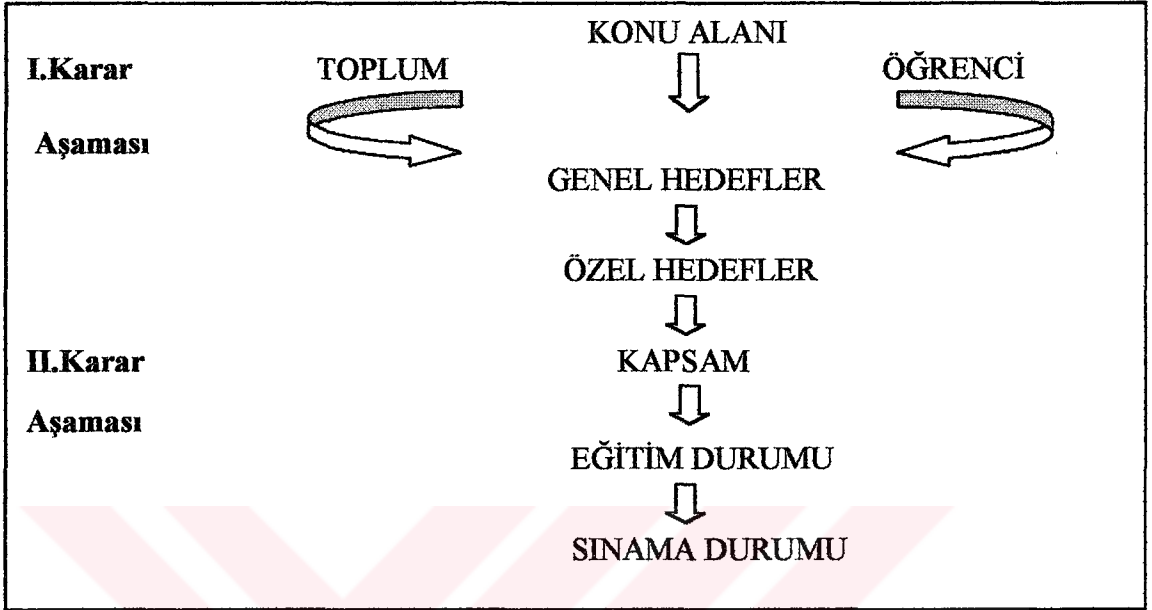 KONU ALANI
I.Karar TOPLUM ÖĞRENCİ
Aşaması
GENEL HEDEFLER
ÖZEL HEDEFLER
II.Karar KAPSAM
Aşaması
EĞİTİM DURUMU
SINAMA DURUMU